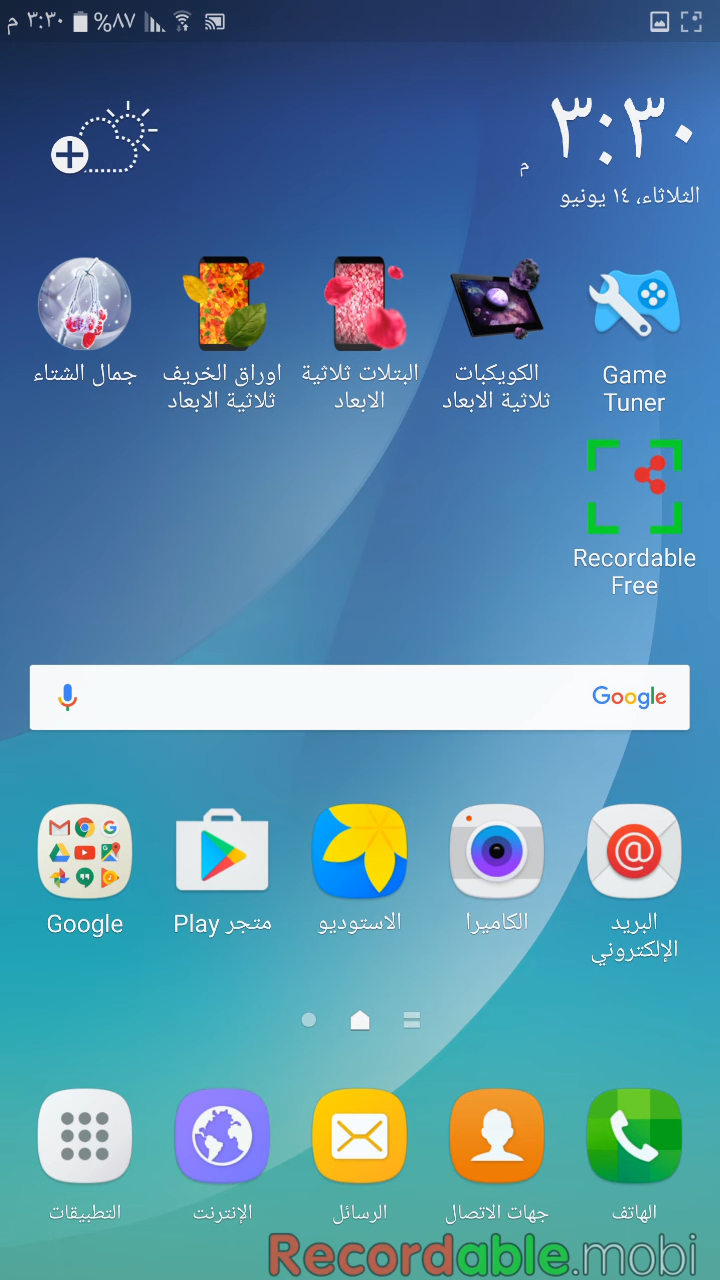 ٣:٣٠ م ٨٧%
٣:٣٠ م
الثلاثاء، ١٤ يونيو
Game
Tuner
الكويكبات
ثلاثية الابعاد
البتلات ثلاثية
الابعاد
اوراق الخريف
ثلاثية الابعاد
جمال الشتاء
Recordable
Free
Google
البريد
الإلكتروني
الكاميرا
الاستوديو
متجر Play
Google
الهاتف
جهات الاتصال
الرسائل
الإنترنت
التطبيقات
Recordable.mobi